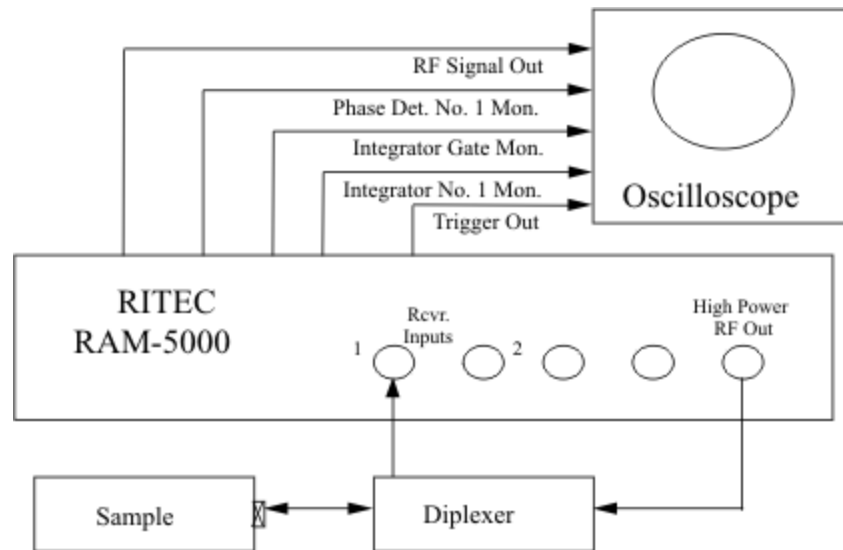 RF Signal Out
Phase Det. No. 1 Mon.
Integrator Gate Mon.
Integrator No. 1 Mon.
Trigger Out
Oscilloscope
RITEC
RAM-5000
Rcvr.
Inputs
1
2
High Power
RF Out
Sample
Diplexer